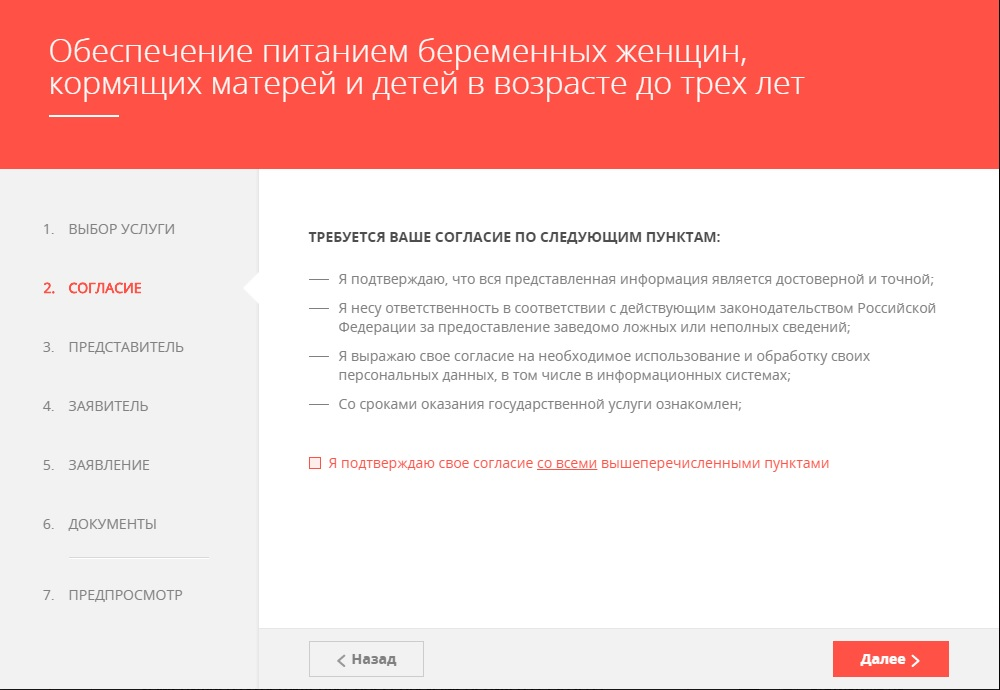 Обеспечение питанием беременных женщин,
кормящих матерей и детей в возрасте до трех лет
1. ВЫБОР УСЛУГИ
2. СОГЛАСИЕ
3. ПРЕДСТАВИТЕЛЬ
4. ЗАЯВИТЕЛЬ
5. ЗАЯВЛЕНИЕ
6. ДОКУМЕНТЫ
7. ПРЕДПРОСМОТР
ТРЕБУЕТСЯ ВАШЕ СОГЛАСИЕ ПО СЛЕДУЮЩИМ ПУНКТАМ:
— Я подтверждаю, что вся представленная информация является достоверной и точной;
— Я несу ответственность в соответствии с действующим законодательством Российской
Федерации за предоставление заведомо ложных или неполных сведений;
— Я выражаю свое согласие на необходимое использование и обработку своих
персональных данных, в том числе в информационных системах;
— Со сроками оказания государственной услуги ознакомлен;
Я подтверждаю свое согласие со всеми вышеперечисленными пунктами
Назад
Далее